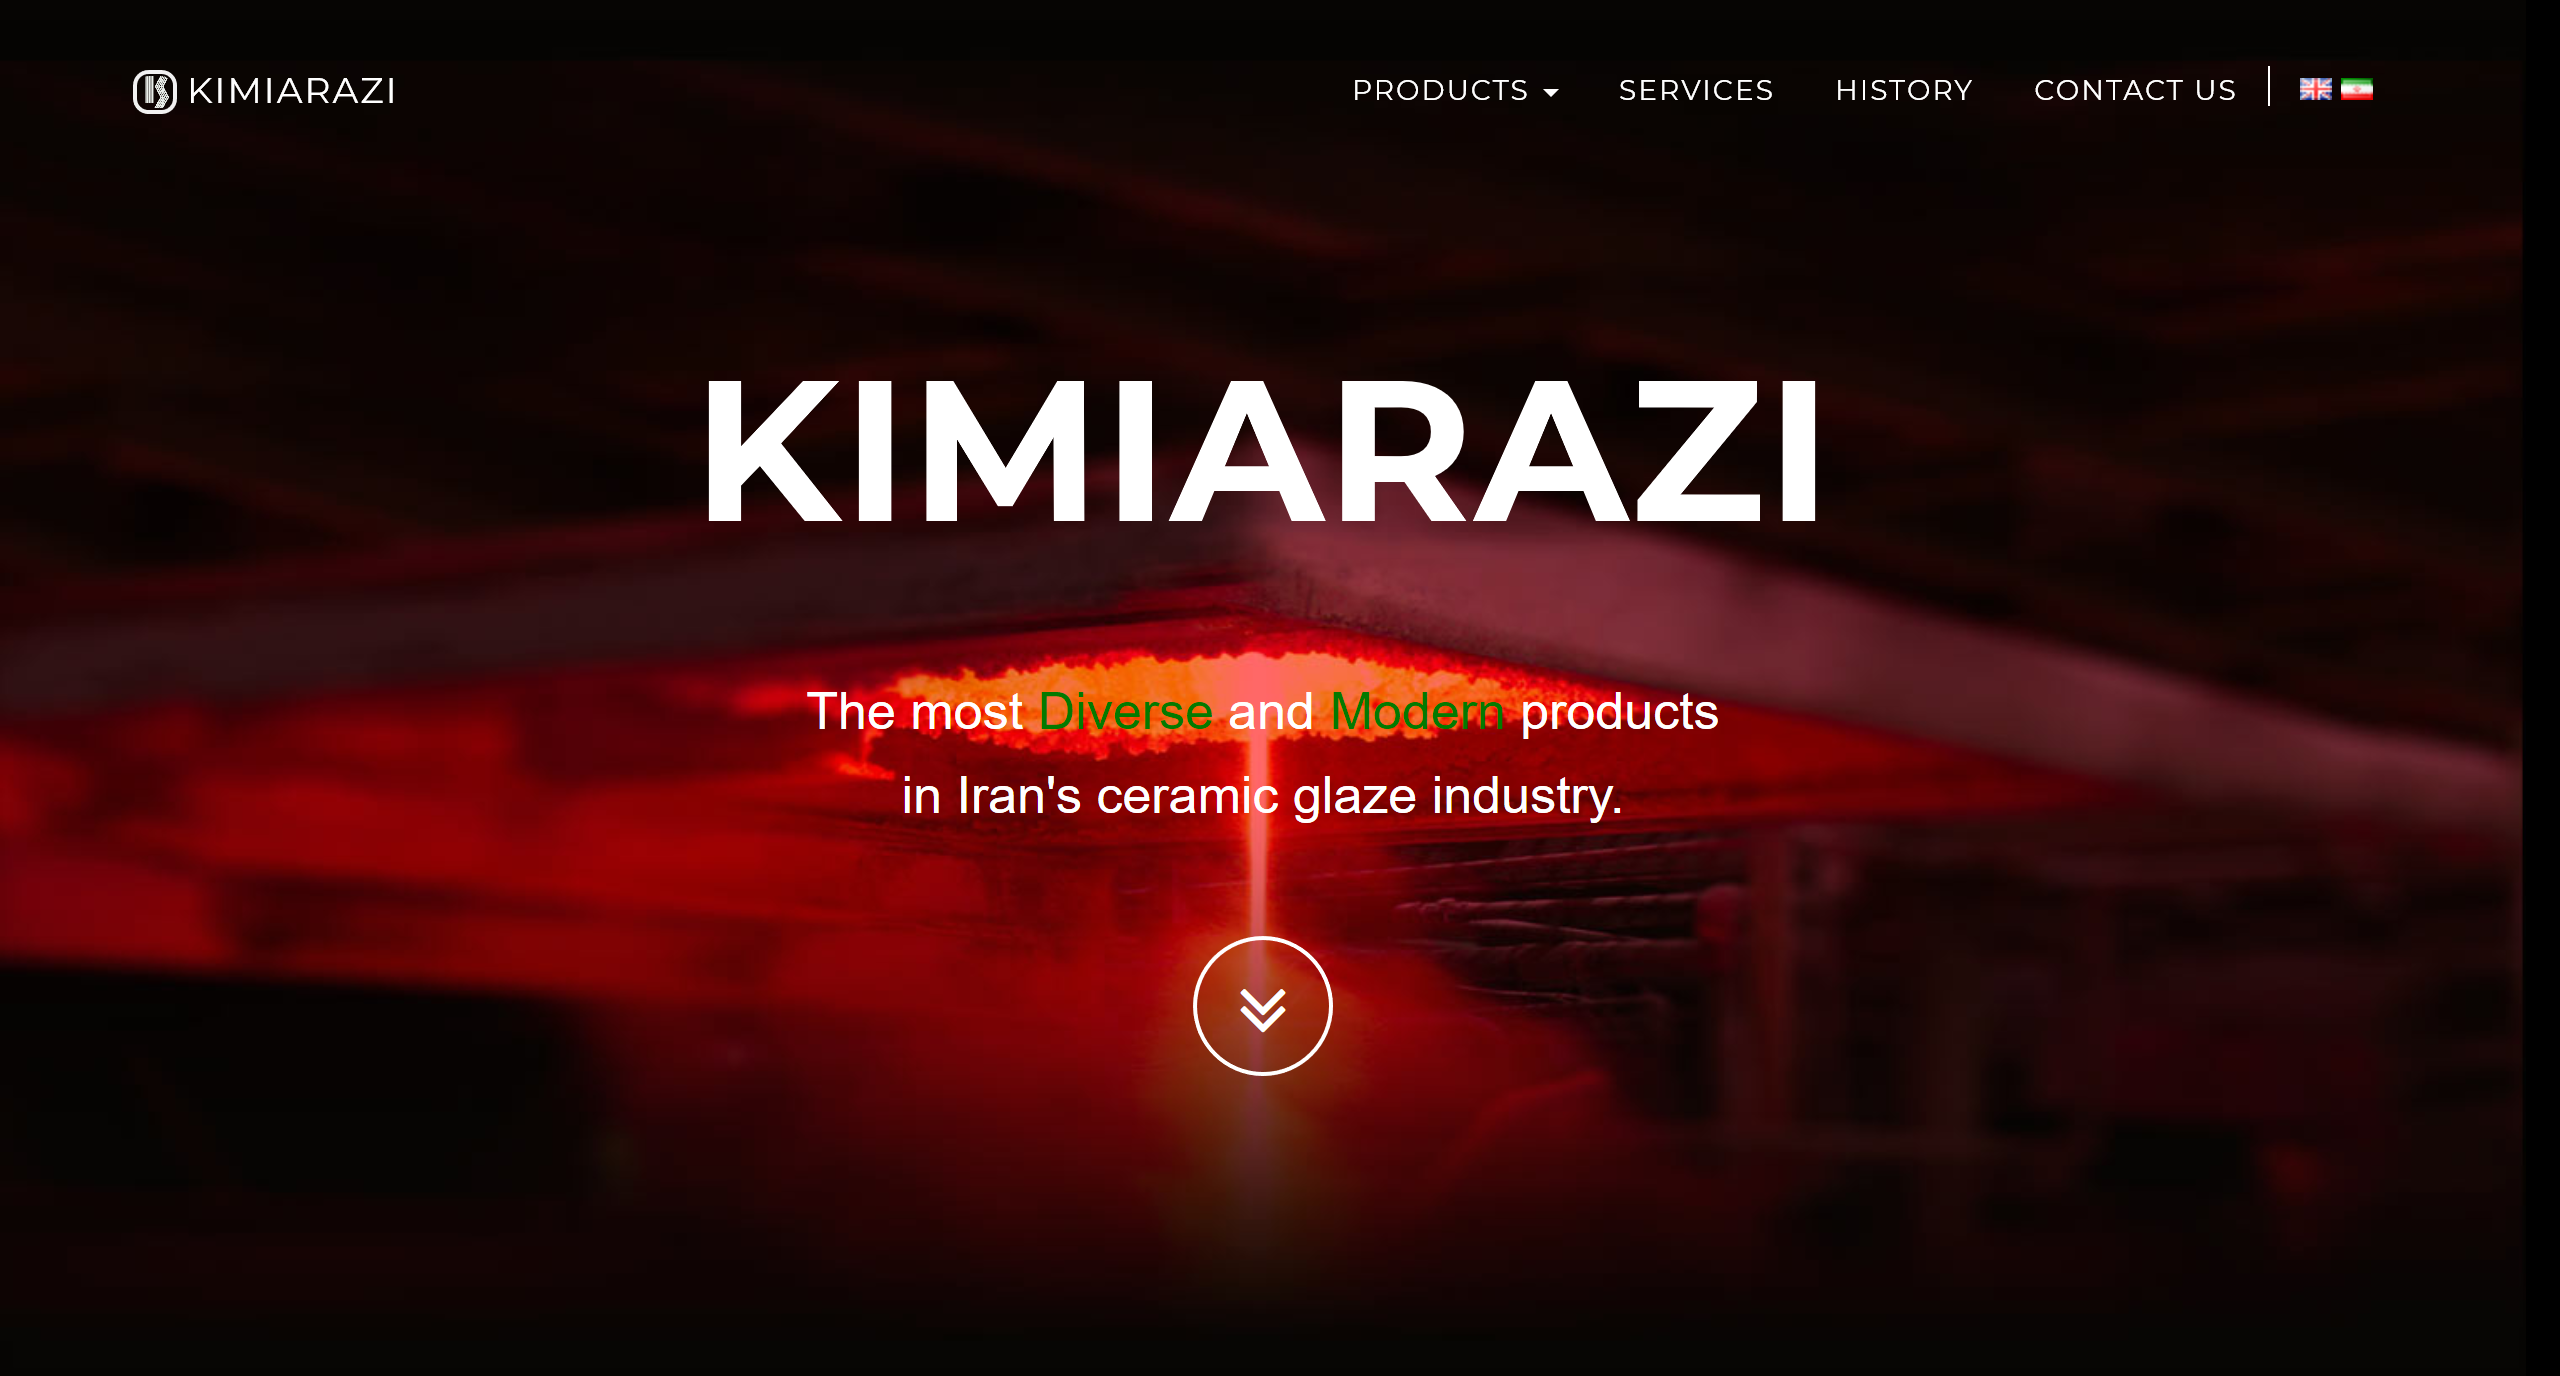 KIMIARAZI
PRODUCTS
SERVICES
HISTORY
CONTACT US
KIMIARAZI
The most Diverse and Modern products
in Iran's ceramic glaze industry.